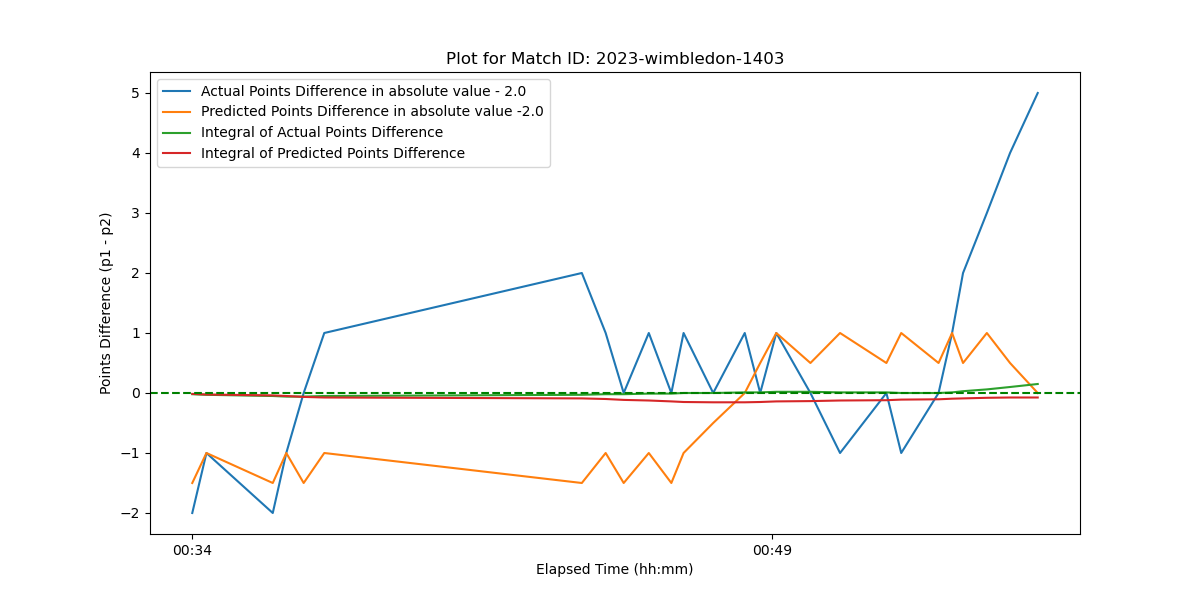 Plot for Match ID: 2023-wimbledon-1403
Actual Points Difference in absolute value - 2.0
Predicted Points Difference in absolute value -2.0
Integral of Actual Points Difference
Integral of Predicted Points Difference
Points Difference (p1 - p2)
5
4
3
2
1
0
−1
−2
00:34
00:49
Elapsed Time (hh:mm)